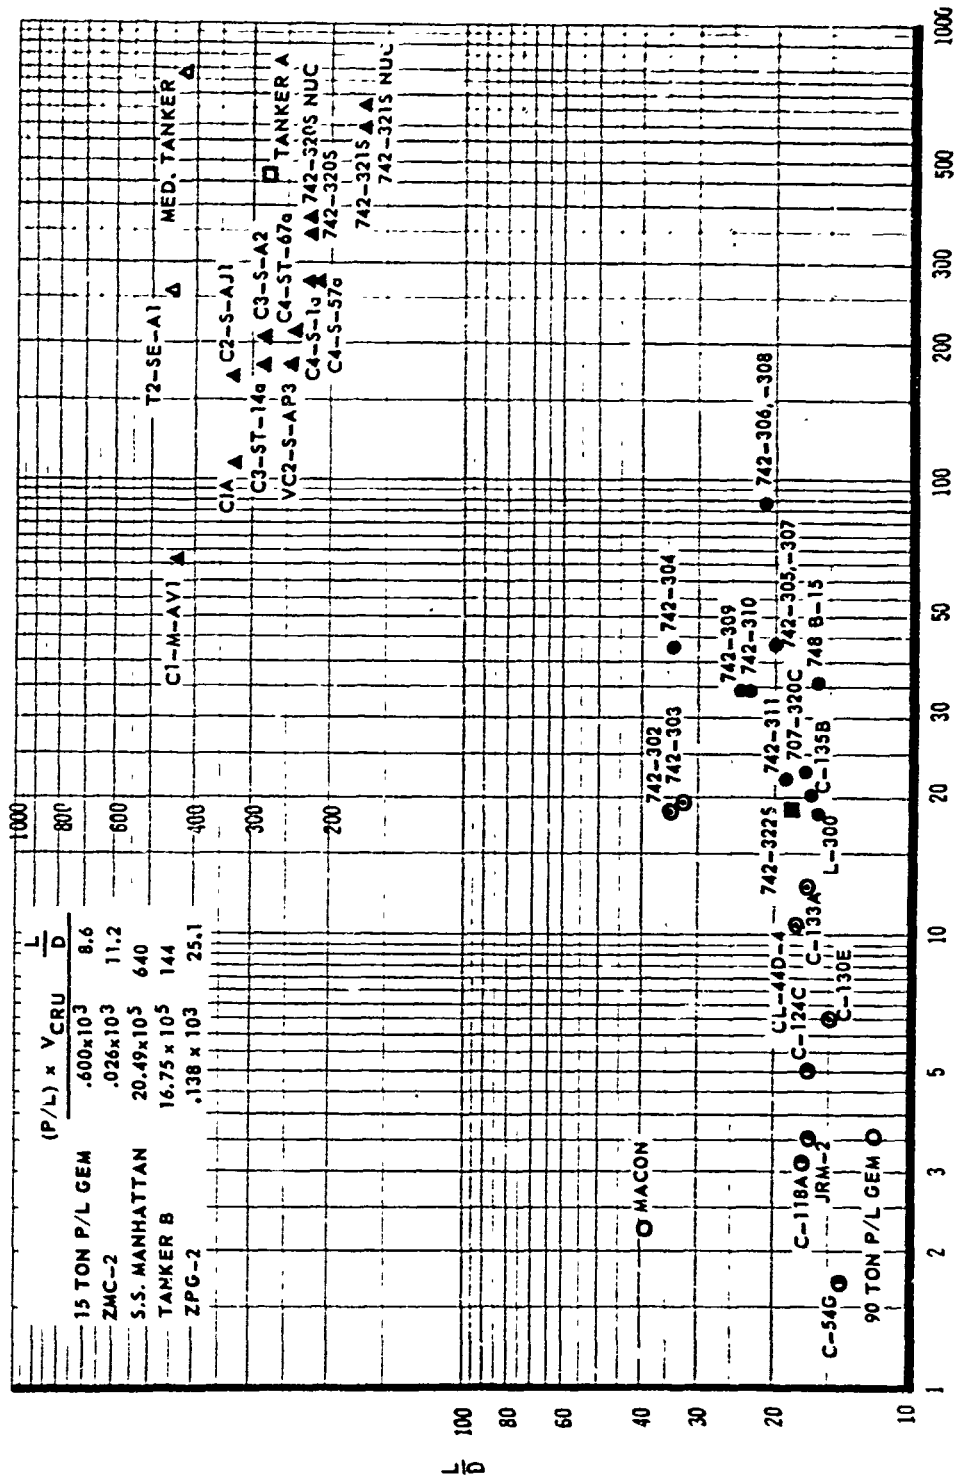 (P/L) × V_CRU   L/D
15 TON P/L GEM   .600x10³   8.6
ZMC-2   .026x10³   11.2
S.S. MANHATTAN   20.49x10⁵   640
TANKER B   16.75 x 10⁵   144
ZPG-2   .138 x 10³   25.1
1000
800
600
400
300
200
T2-SE-A1
MED. TANKER
C1-M-AV1
C1A
C2-S-AJ1
C3-ST-14a
C3-S-A2
TANKER A
VC2-S-AP3
C4-ST-67a
C4-S-1a
742-320S NUC
C4-S-57a
742-320S
742-321S
742-321S NUC
L/D
100
80
60
40
30
20
10
MACON
742-302
742-303
742-304
742-309
742-310
742-306,-308
742-305,-307
742-311
707-320C
748 B-15
742-322S
C-135B
L-300
CL-44D-4
C-133A
C-124C
C-130E
C-118A
JRM-2
C-54G
90 TON P/L GEM
1 2 3 5 10 20 30 50 100 200 300 500 1000